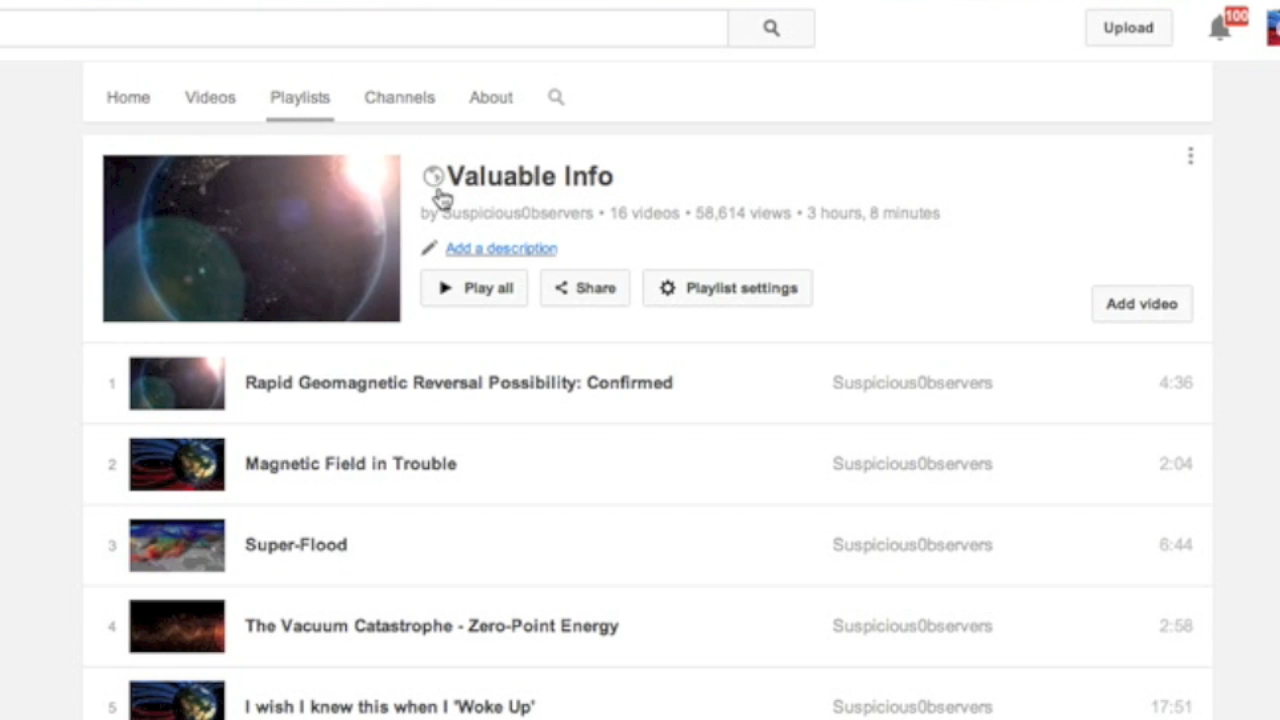 Upload 100
Home Videos Playlists Channels About
Valuable Info
by Suspicious0bservers • 16 videos • 58,614 views • 3 hours, 8 minutes
Add a description
Play all Share Playlist settings
Add video
1 Rapid Geomagnetic Reversal Possibility: Confirmed Suspicious0bservers 4:36
2 Magnetic Field in Trouble Suspicious0bservers 2:04
3 Super-Flood Suspicious0bservers 6:44
4 The Vacuum Catastrophe - Zero-Point Energy Suspicious0bservers 2:58
5 I wish I knew this when I 'Woke Up' Suspicious0bservers 17:51